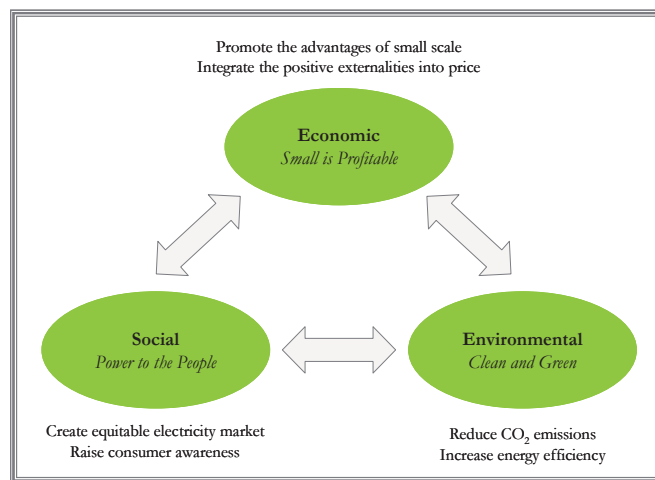 Promote the advantages of small scale
Integrate the positive externalities into price
Economic
Small is Profitable
Social
Power to the People
Environmental
Clean and Green
Create equitable electricity market
Raise consumer awareness
Reduce CO₂ emissions
Increase energy efficiency